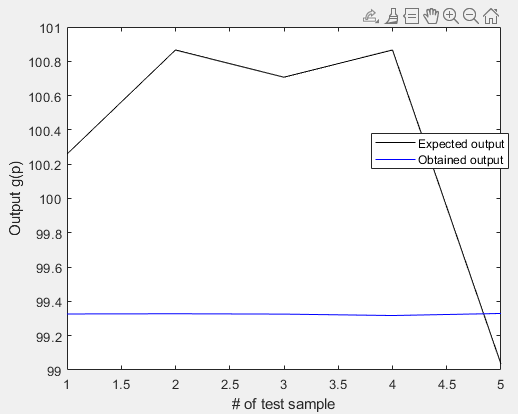 101
100.8
100.6
100.4
100.2
100
99.8
99.6
99.4
99.2
99
Output g(p)
Expected output
Obtained output
1 1.5 2 2.5 3 3.5 4 4.5 5
# of test sample